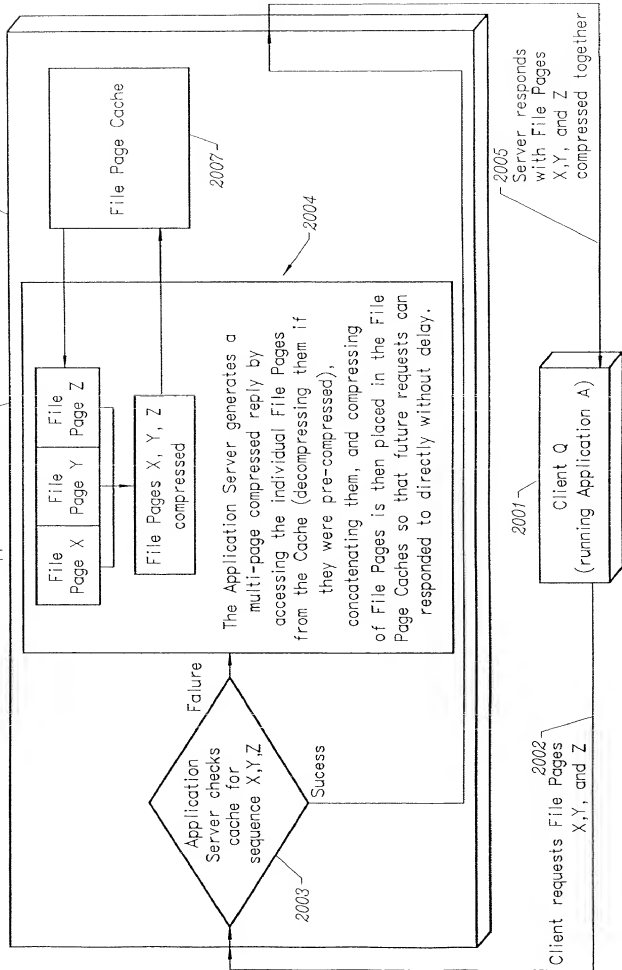 File Page Cache
2007
File
Page X
File
Page Y
File
Page Z
File Pages X, Y, Z
compressed
2004
The Application Server generates a
multi-page compressed reply by
accessing the individual File Pages
from the Cache (decompressing them if
they were pre-compressed),
concatenating them, and compressing
of File Pages is then placed in the File
Page Caches so that future requests can
responded to directly without delay.
Falure
Application
Server checks
cache for
sequence X,Y,Z
Sucess
2003
2005
Server responds
with File Pages
X,Y, and Z
compressed together
2001
Client Q
(running Application A)
2002
Client requests File Pages
X,Y, and Z